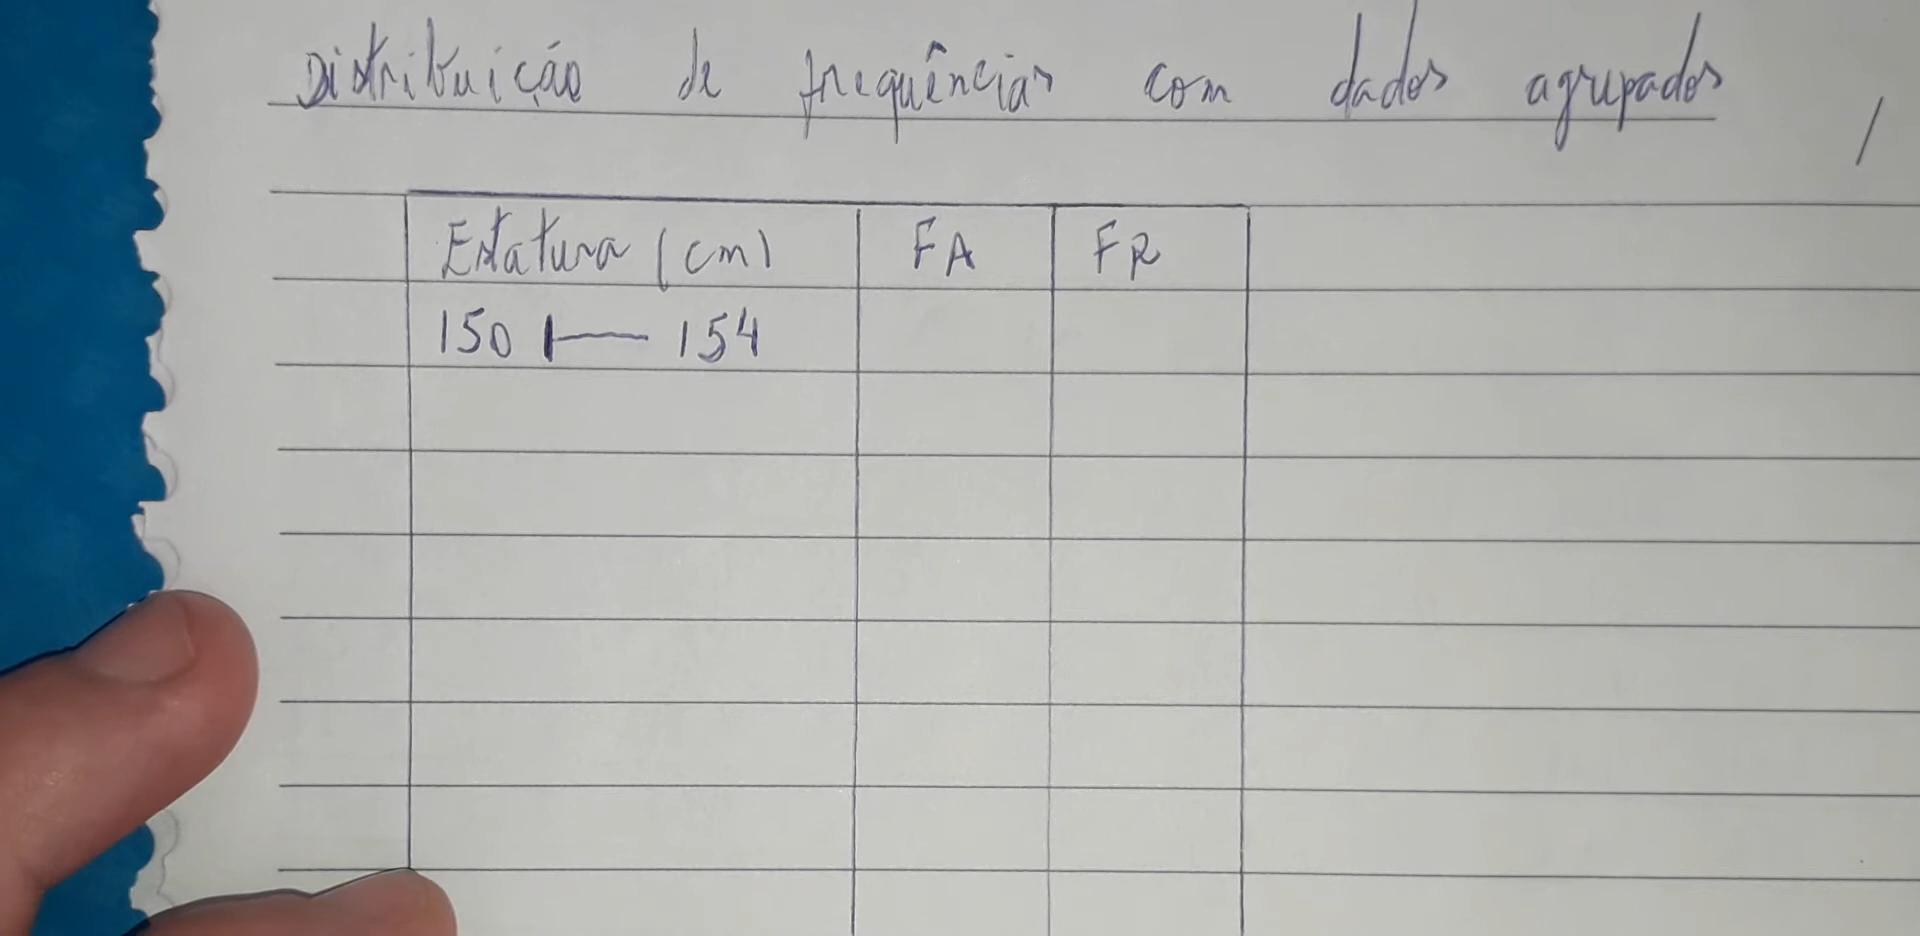 Distribuição de frequências com dados agrupados
Estatura (cm) FA FR
150 |— 154